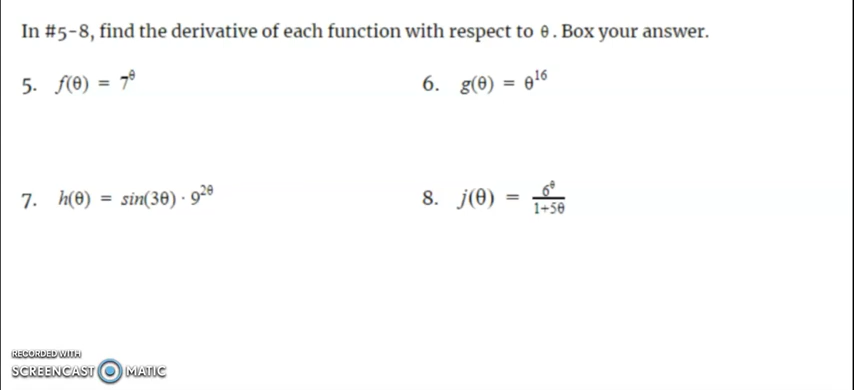 In #5-8, find the derivative of each function with respect to θ. Box your answer.
5. f(θ) = 7^θ
6. g(θ) = θ^16
7. h(θ) = sin(3θ) · 9^2θ
8. j(θ) = 6^θ / 1+5θ
RECORDED WITH
SCREENCAST MATIC